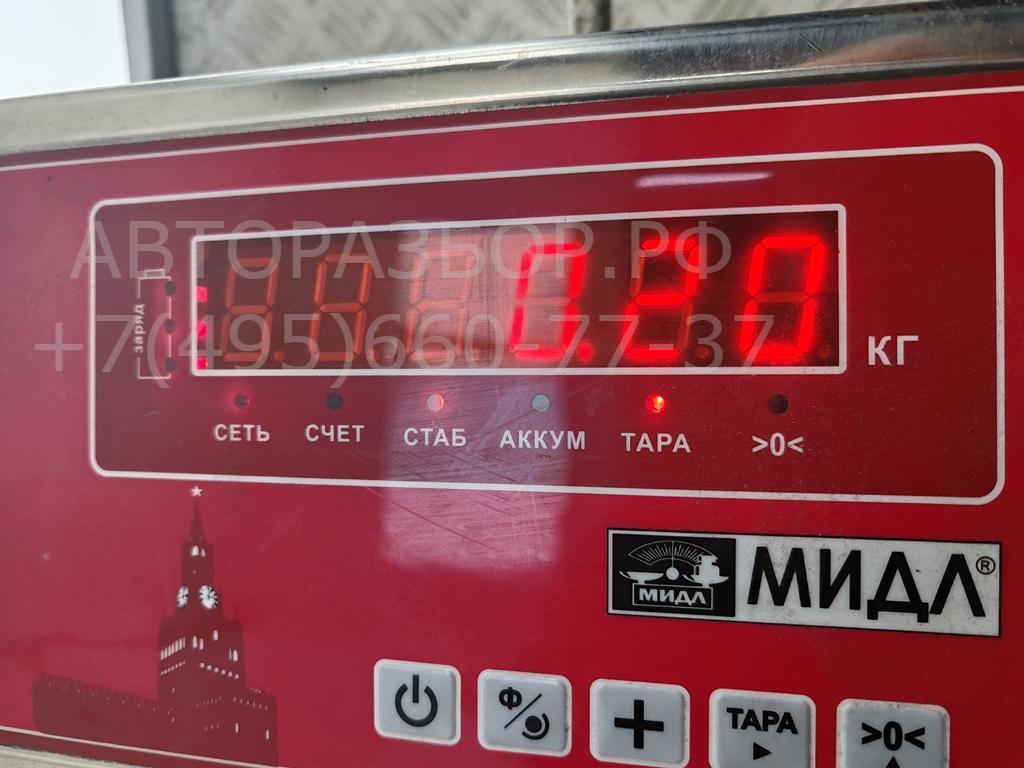 АВТОРАЗБОР.РФ
+7(495)660-77-37
заряд
0.20
КГ
СЕТЬ СЧЕТ СТАБ АККУМ ТАРА >0<
МИДЛ МИДЛ®
Ф + ТАРА >0<